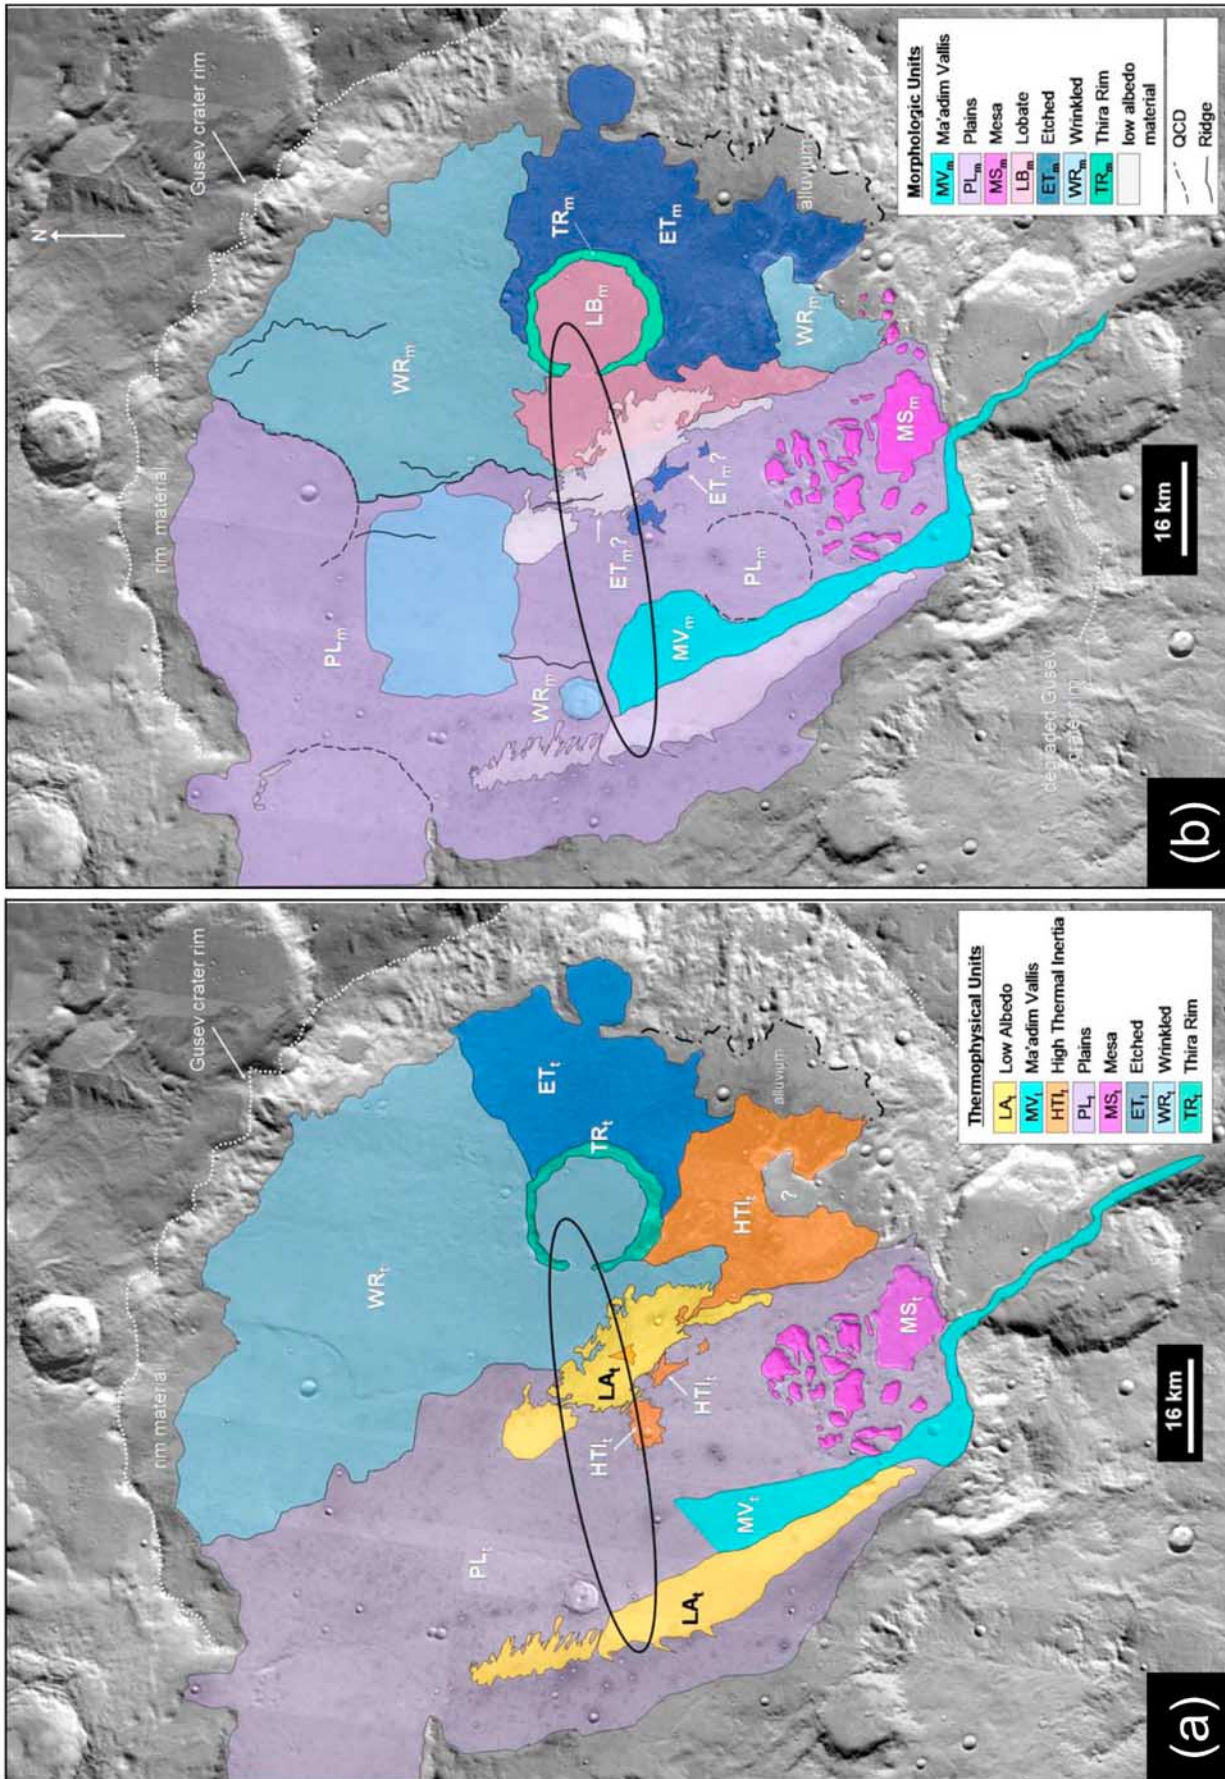 (a)
Gusev crater rim
rim material
WRt
ETt
TRt
PLt
HTIt
LAt
HTIt
HTIt
?
alluvium
MVt
LAt
MSt
16 km
Thermophysical Units
LAt Low Albedo
MVt Ma'adim Vallis
HTIt High Thermal Inertia
PLt Plains
MSt Mesa
ETt Etched
WRt Wrinkled
TRt Thira Rim
(b)
N
Gusev crater rim
rim material
WRm
PLm
TRm
LBm
ETm
WRm
ETm?
ETm?
WRm
alluvium
MVm
PLm
MSm
degraded Gusev
crater rim
16 km
Morphologic Units
MVm Ma'adim Vallis
PLm Plains
MSm Mesa
LBm Lobate
ETm Etched
WRm Wrinkled
TRm Thira Rim
low albedo
material
QCD
Ridge